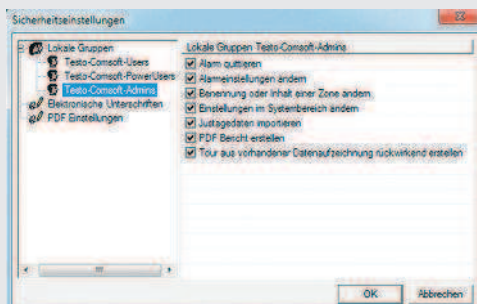 Sicherheitseinstellungen
Lokale Gruppen
Testo-Comsoft-Users
Testo-Comsoft-PowerUsers
Testo-Comsoft-Admins
Elektronische Unterschriften
PDF Einstellungen
Lokale Gruppen Testo-Comsoft-Admins
Alarm quittieren
Alarmeinstellungen ändern
Benennung oder Inhalt einer Zone ändern
Einstellungen im Systembereich ändern
Justagedaten importieren
PDF Bericht erstellen
Tour aus vorhandener Datenaufzeichnung rückwirkend erstellen
OK
Abbrechen